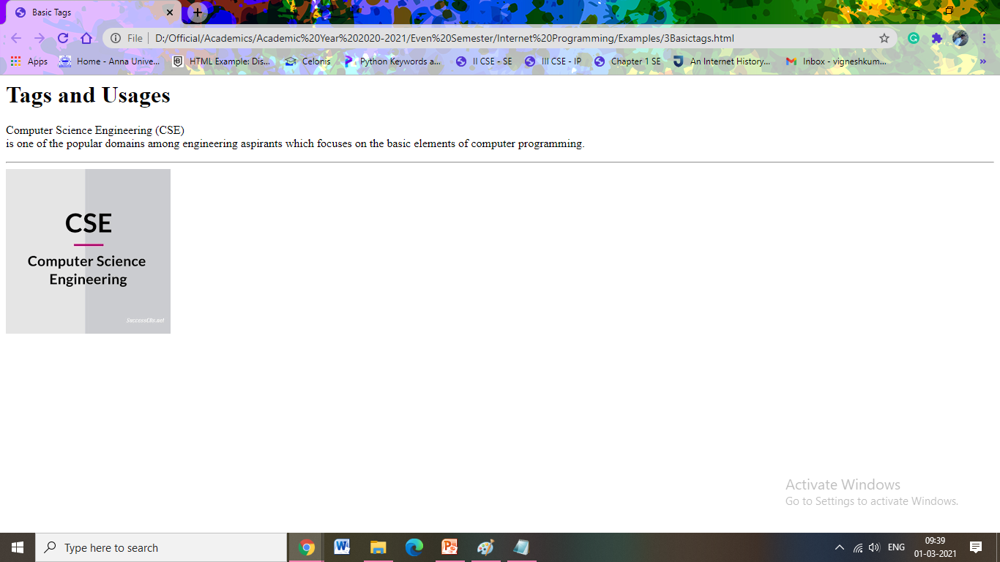 Basic Tags
File
D:/Official/Academics/Academic%20Year%202020-2021/Even%20Semester/Internet%20Programming/Examples/3Basictags.html
Apps
Home - Anna Unive...
HTML Example: Dis...
Celonis
Python Keywords a...
II CSE - SE
III CSE - IP
Chapter 1 SE
An Internet History...
Inbox - vigneshkum...
Tags and Usages
Computer Science Engineering (CSE)
is one of the popular domains among engineering aspirants which focuses on the basic elements of computer programming.
CSE
Computer Science
Engineering
SuccessCDs.net
Activate Windows
Go to Settings to activate Windows.
Type here to search
ENG
09:39
01-03-2021